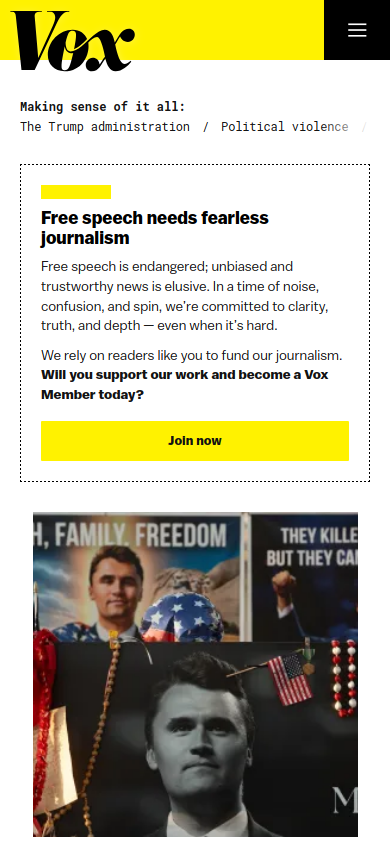 Vox
Making sense of it all:
The Trump administration / Political violence /
Free speech needs fearless
journalism
Free speech is endangered; unbiased and
trustworthy news is elusive. In a time of noise,
confusion, and spin, we're committed to clarity,
truth, and depth — even when it's hard.
We rely on readers like you to fund our journalism.
Will you support our work and become a Vox
Member today?
Join now
H, FAMILY, FREEDOM
THEY KILLE
BUT THEY CA
M